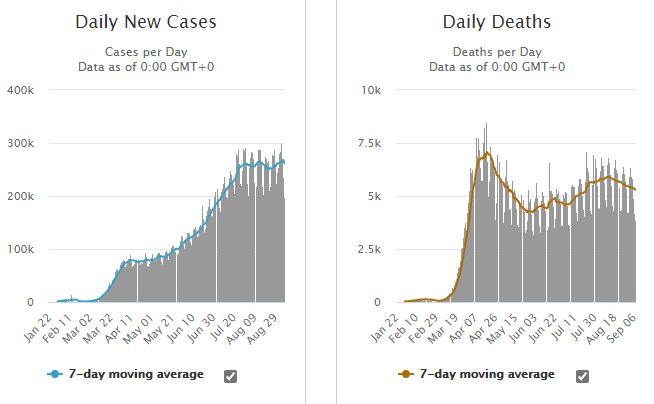 Daily New Cases
Cases per Day
Data as of 0:00 GMT+0
400k
300k
200k
100k
0
Jan 22
Feb 11
Mar 02
Mar 22
Apr 11
May 01
May 21
Jun 10
Jun 30
Jul 20
Aug 09
Aug 29
7-day moving average
Daily Deaths
Deaths per Day
Data as of 0:00 GMT+0
10k
7.5k
5k
2.5k
0
Jan 22
Feb 10
Feb 29
Mar 19
Apr 07
Apr 26
May 15
Jun 03
Jun 22
Jul 11
Jul 30
Aug 18
Sep 06
7-day moving average